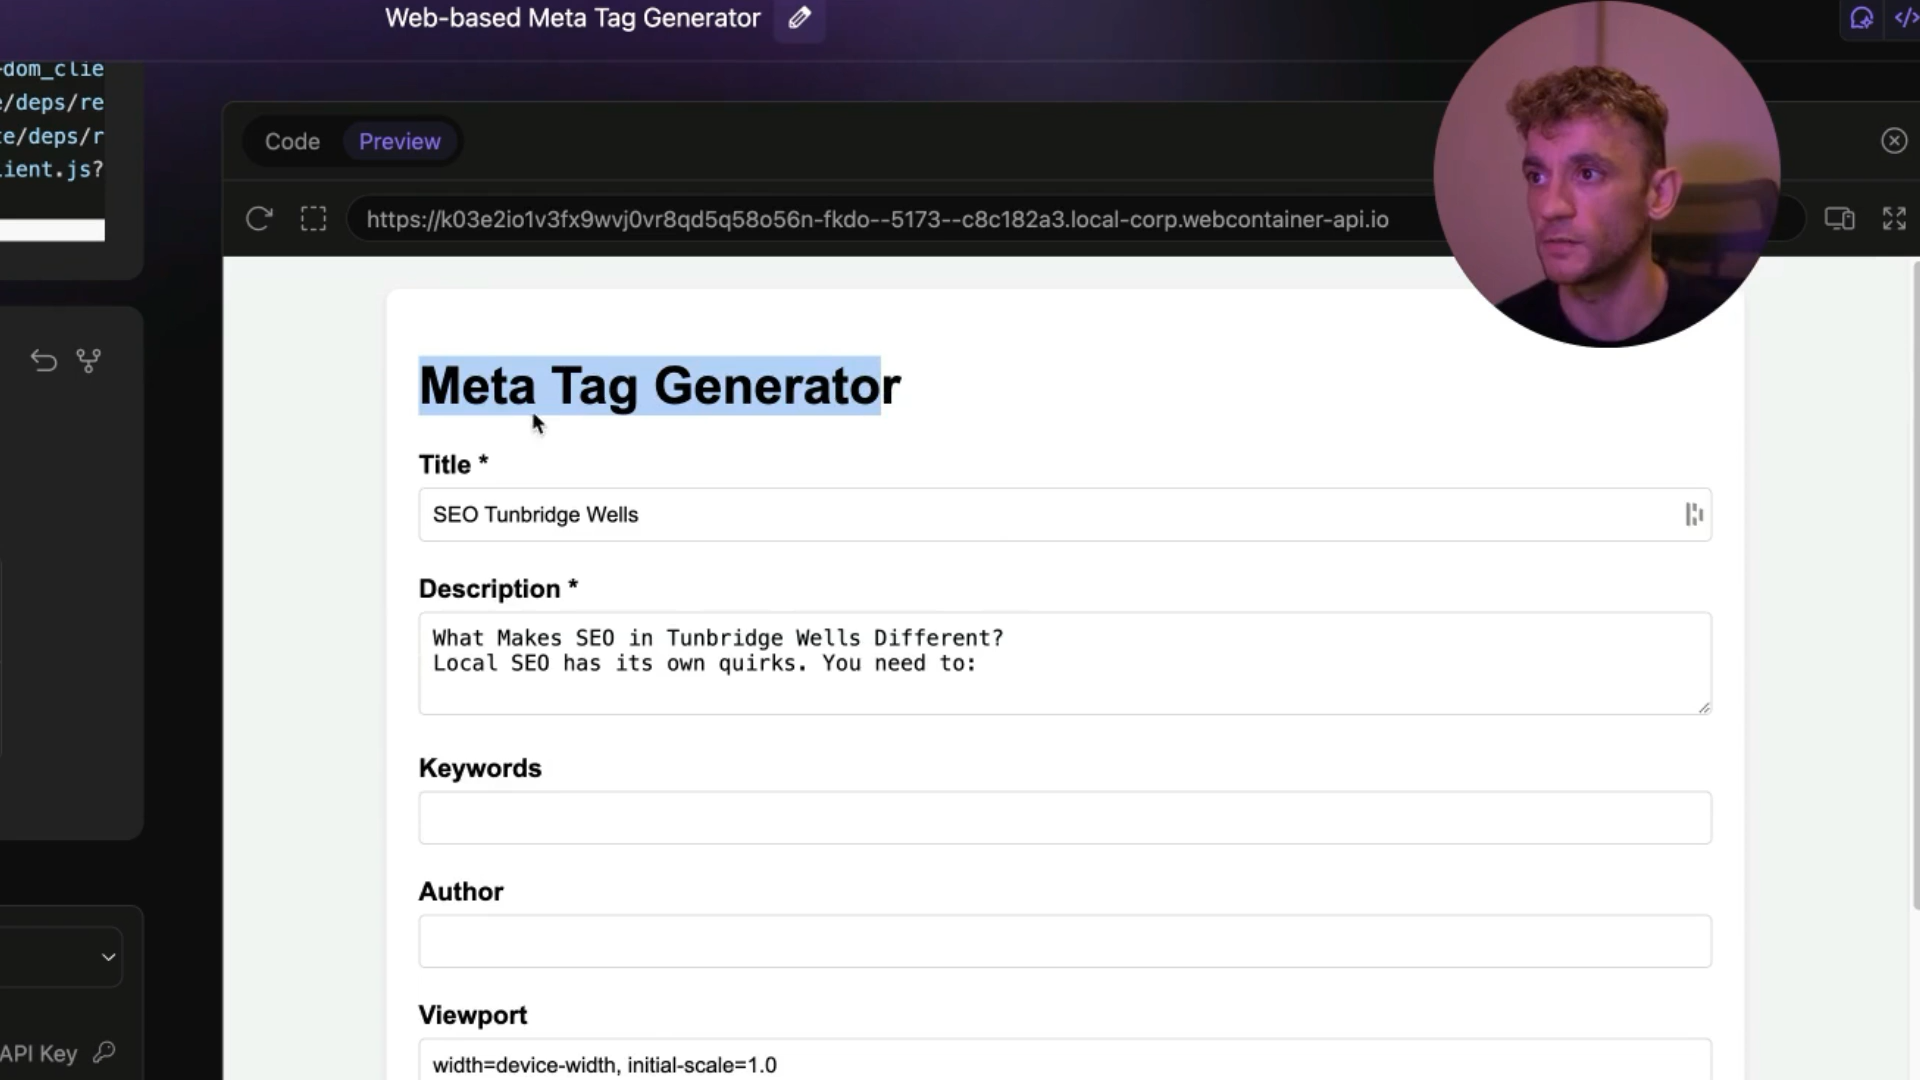 Web-based Meta Tag Generator
-dom_clie
e/deps/re
te/deps/r
ient.js?
Code Preview
https://k03e2io1v3fx9wvj0vr8qd5q58o56n-fkdo--5173--c8c182a3.local-corp.webcontainer-api.io
Meta Tag Generator
Title *
SEO Tunbridge Wells
Description *
What Makes SEO in Tunbridge Wells Different?
Local SEO has its own quirks. You need to:
Keywords
Author
Viewport
width=device-width, initial-scale=1.0
API Key